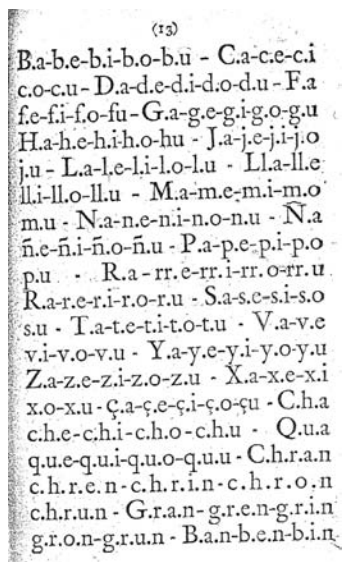 (13)
B.a-b.e-b.i-b.o-b.u - C.a-c.e-c.i
c.o-c.u - D.a-d.e-d.i-d.o-d.u - F.a
f.e-f.i-f.o-fu - G.a-g.e-g.i-g.o-g.u
H.a-h.e-h.i-h.o-hu - J.a-j.e-j.i-j.o
j.u - L.a-l.e-l.i-l.o-l.u - Ll.a-ll.e
ll.i-ll.o-ll.u - M.a-m.e-m.i-m.o
m.u - N.a-n.e-n.i-n.o-n.u - Ñ.a
ñ.e-ñ.i-ñ.o-ñ.u - P.a-p.e-p.i-p.o
p.u - R.a-rr.e-rr.i-rr.o-rr.u
R.a-r.e-r.i-r.o-r.u - S.a-s.e-s.i-s.o
s.u - T.a-t.e-t.i-t.o-t.u - V.a-v.e
v.i-v.o-v.u - Y.a-y.e-y.i-y.o-y.u
Z.a-z.e-z.i-z.o-z.u - X.a-x.e-x.i
x.o-x.u - ç.a-ç.e-ç.i-ç.o-çu - C.h.a
c.h.e-c.h.i-c.h.o-c.h.u - Q.u.a
q.u.e-q.u.i-q.u.o-q.u.u - C.h.r.a.n
c.h.r.e.n-c.h.r.i.n-c.h.r.o.n
c.h.r.u.n - G.r.a.n-g.r.e.n-g.r.i.n
g.r.o.n-g.r.u.n - B.a.n-b.e.n-b.i.n